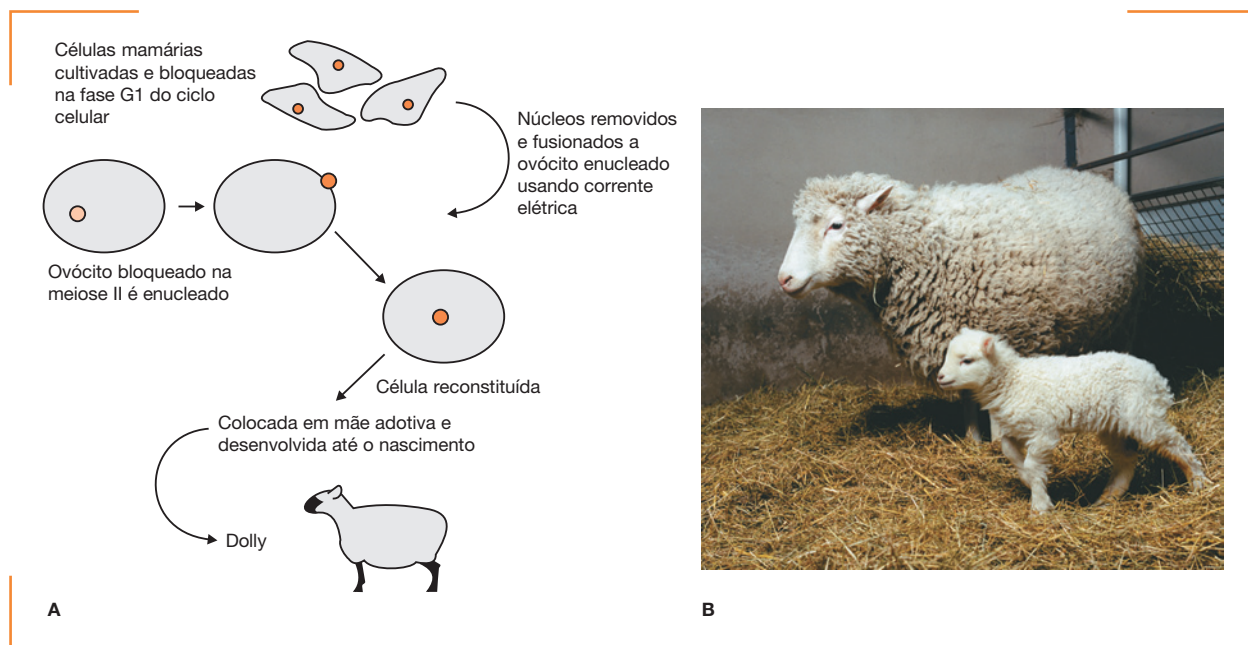 Células mamárias
cultivadas e bloqueadas
na fase G1 do ciclo
celular
Núcleos removidos
e fusionados a
ovócito enucleado
usando corrente
elétrica
Ovócito bloqueado na
meiose II é enucleado
Célula reconstituída
Colocada em mãe adotiva e
desenvolvida até o nascimento
Dolly
A
B